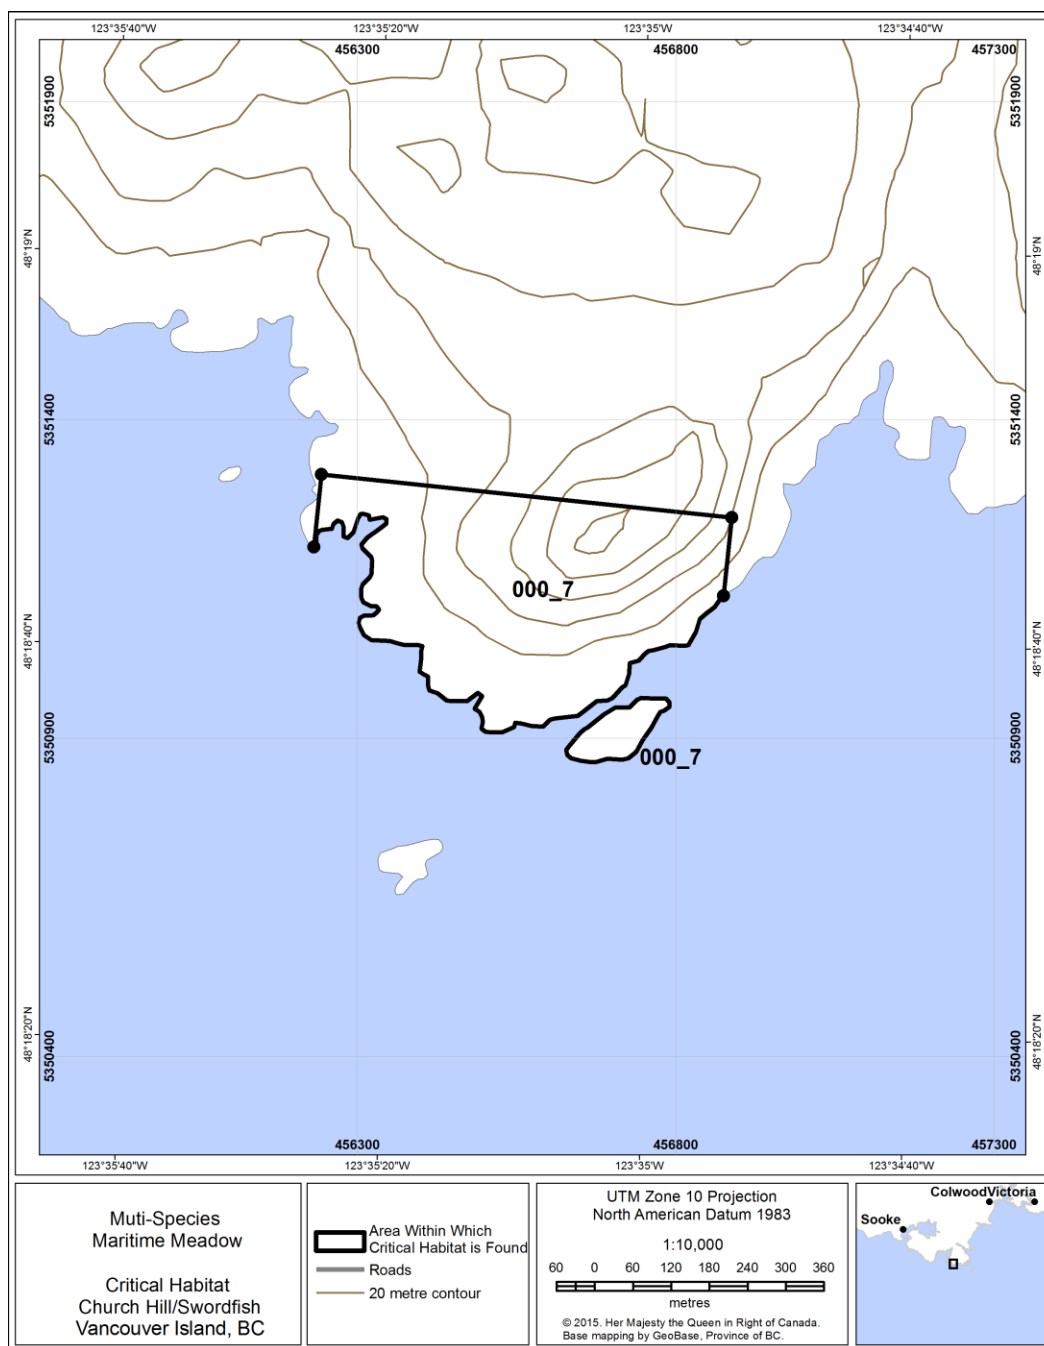 123°35'40"W 123°35'20"W 123°35'W 123°34'40"W
456300 456800 457300
5351900 5351900
48°19'N 48°19'N
5351400 5351400
000_7
48°18'40"N 48°18'40"N
5350900 5350900
000_7
48°18'20"N 48°18'20"N
5350400 5350400
456300 456800 457300
123°35'40"W 123°35'20"W 123°35'W 123°34'40"W
Muti-Species
Maritime Meadow
Critical Habitat
Church Hill/Swordfish
Vancouver Island, BC
Area Within Which
Critical Habitat is Found
Roads
20 metre contour
UTM Zone 10 Projection
North American Datum 1983
1:10,000
60 0 60 120 180 240 300 360
metres
© 2015. Her Majesty the Queen in Right of Canada.
Base mapping by GeoBase, Province of BC.
Colwood Victoria
Sooke